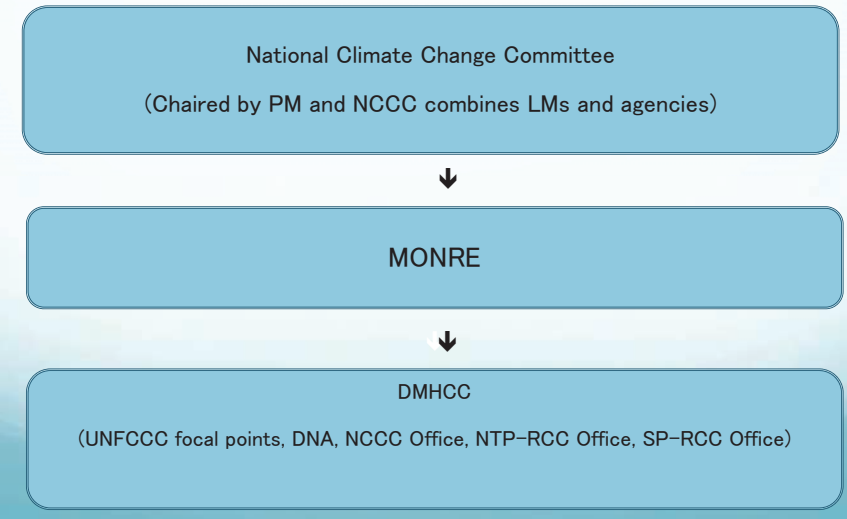 National Climate Change Committee
(Chaired by PM and NCCC combines LMs and agencies)
MONRE
DMHCC
(UNFCCC focal points, DNA, NCCC Office, NTP-RCC Office, SP-RCC Office)